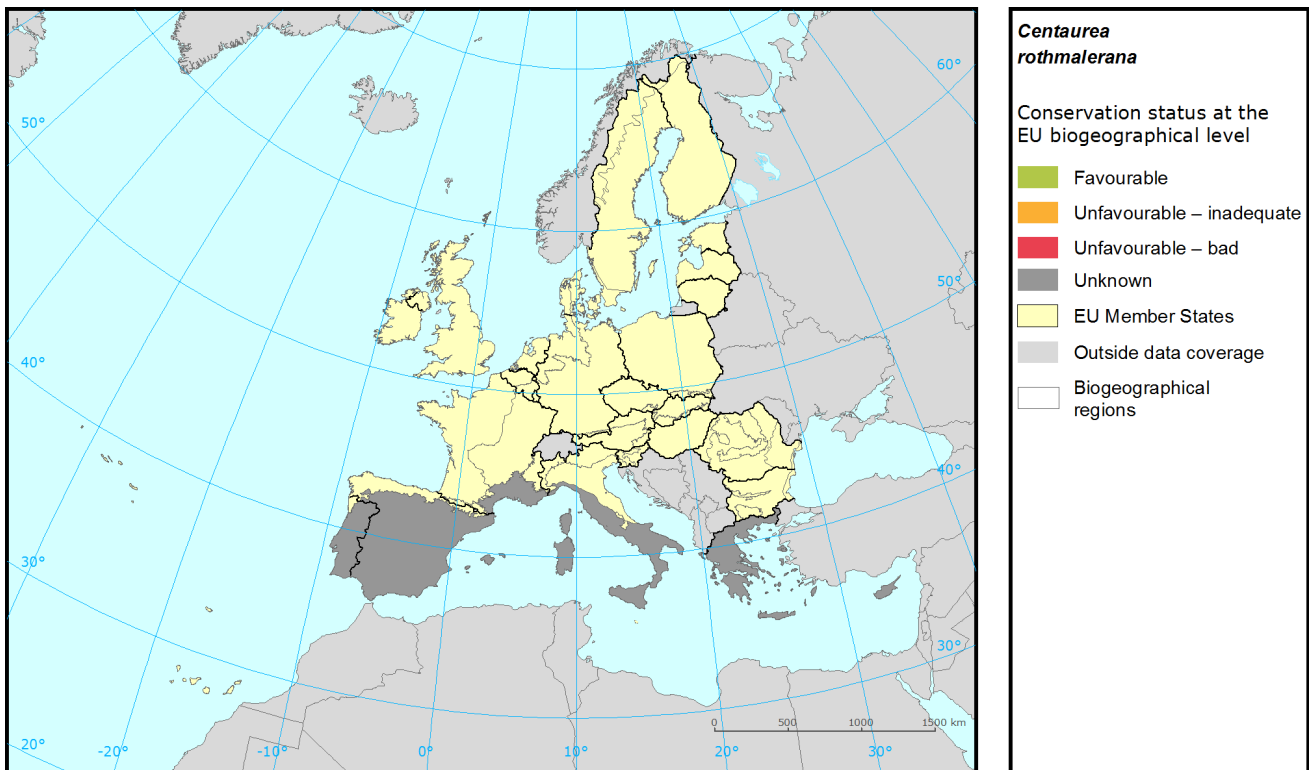 60°
50°
50°
40°
40°
30°
30°
20°
-20°
-10°
0°
10°
20°
30°
0
500
1000
1500 km
Centaurea
rothmalerana
Conservation status at the
EU biogeographical level
Favourable
Unfavourable – inadequate
Unfavourable – bad
Unknown
EU Member States
Outside data coverage
Biogeographical
regions